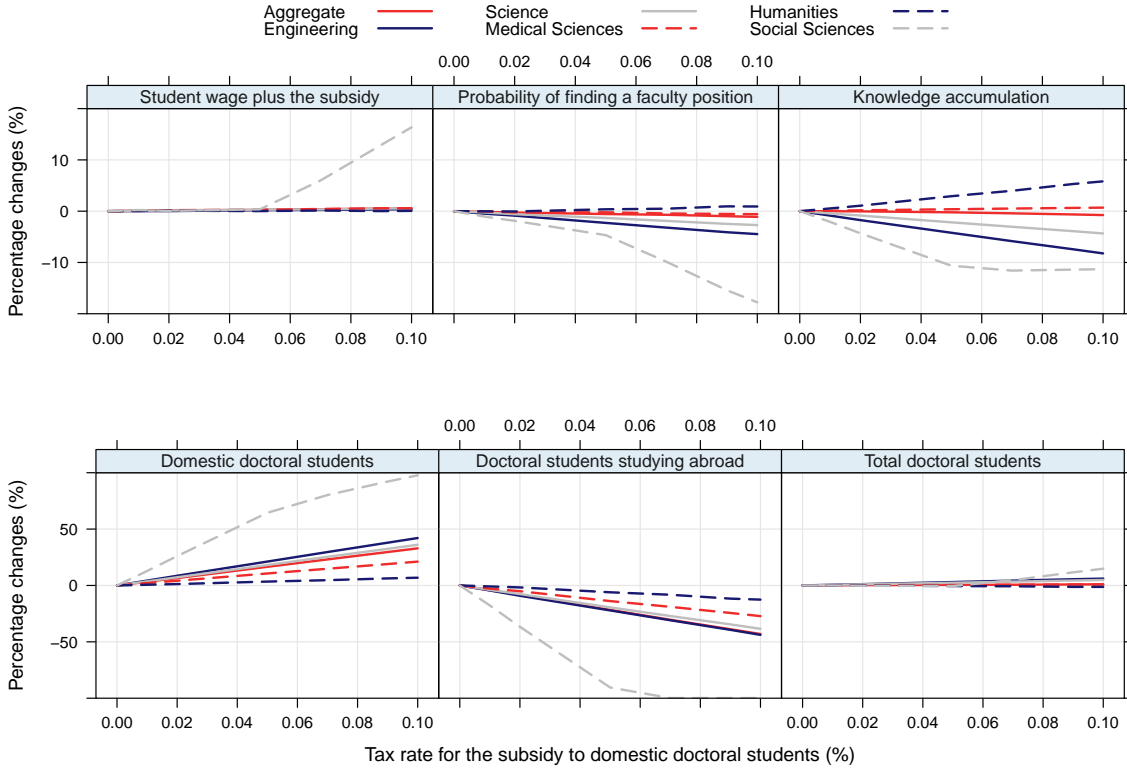 Aggregate Science Humanities
Engineering Medical Sciences Social Sciences
0.00 0.02 0.04 0.06 0.08 0.10
Student wage plus the subsidy Probability of finding a faculty position Knowledge accumulation
Percentage changes (%)
10
0
−10
0.00 0.02 0.04 0.06 0.08 0.10 0.00 0.02 0.04 0.06 0.08 0.10
0.00 0.02 0.04 0.06 0.08 0.10
Domestic doctoral students Doctoral students studying abroad Total doctoral students
Percentage changes (%)
50
0
−50
0.00 0.02 0.04 0.06 0.08 0.10 0.00 0.02 0.04 0.06 0.08 0.10
Tax rate for the subsidy to domestic doctoral students (%)